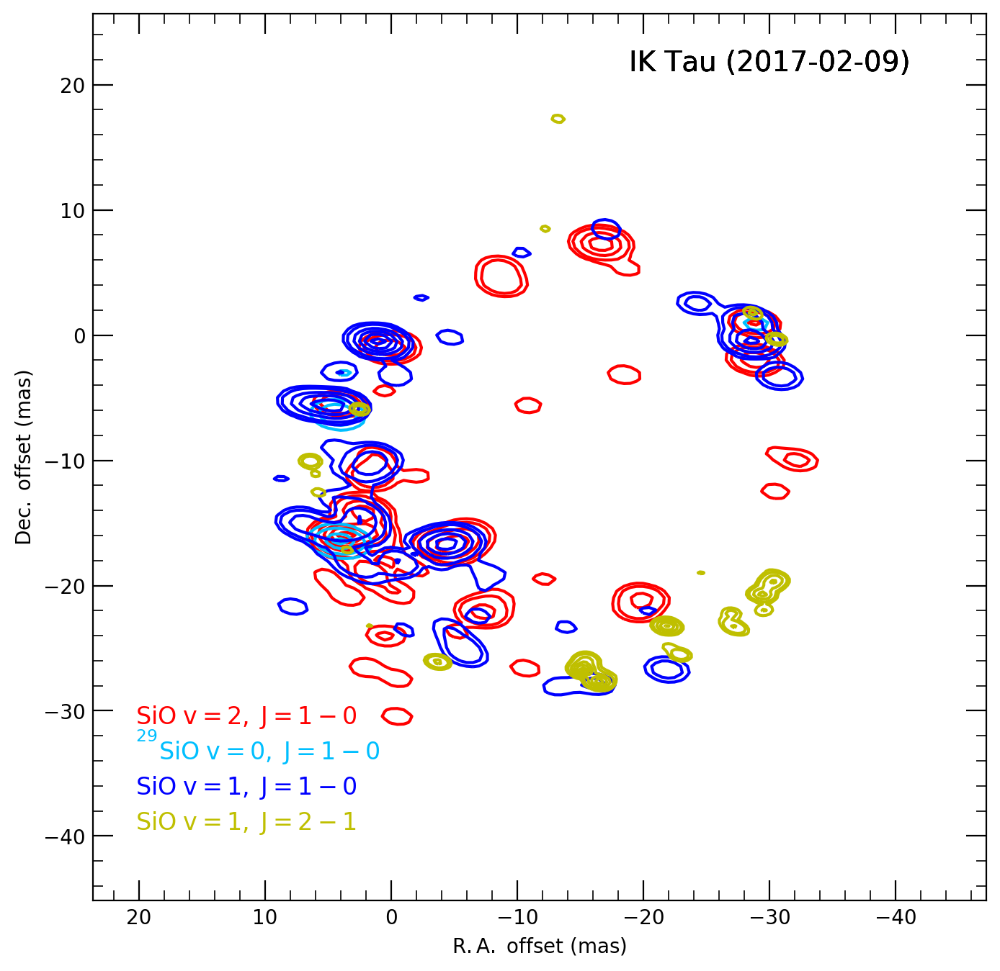 IK Tau (2017-02-09)
20
10
0
−10
−20
−30
−40
Dec. offset (mas)
SiO v = 2, J = 1 − 0
29SiO v = 0, J = 1 − 0
SiO v = 1, J = 1 − 0
SiO v = 1, J = 2 − 1
20 10 0 −10 −20 −30 −40
R.A. offset (mas)